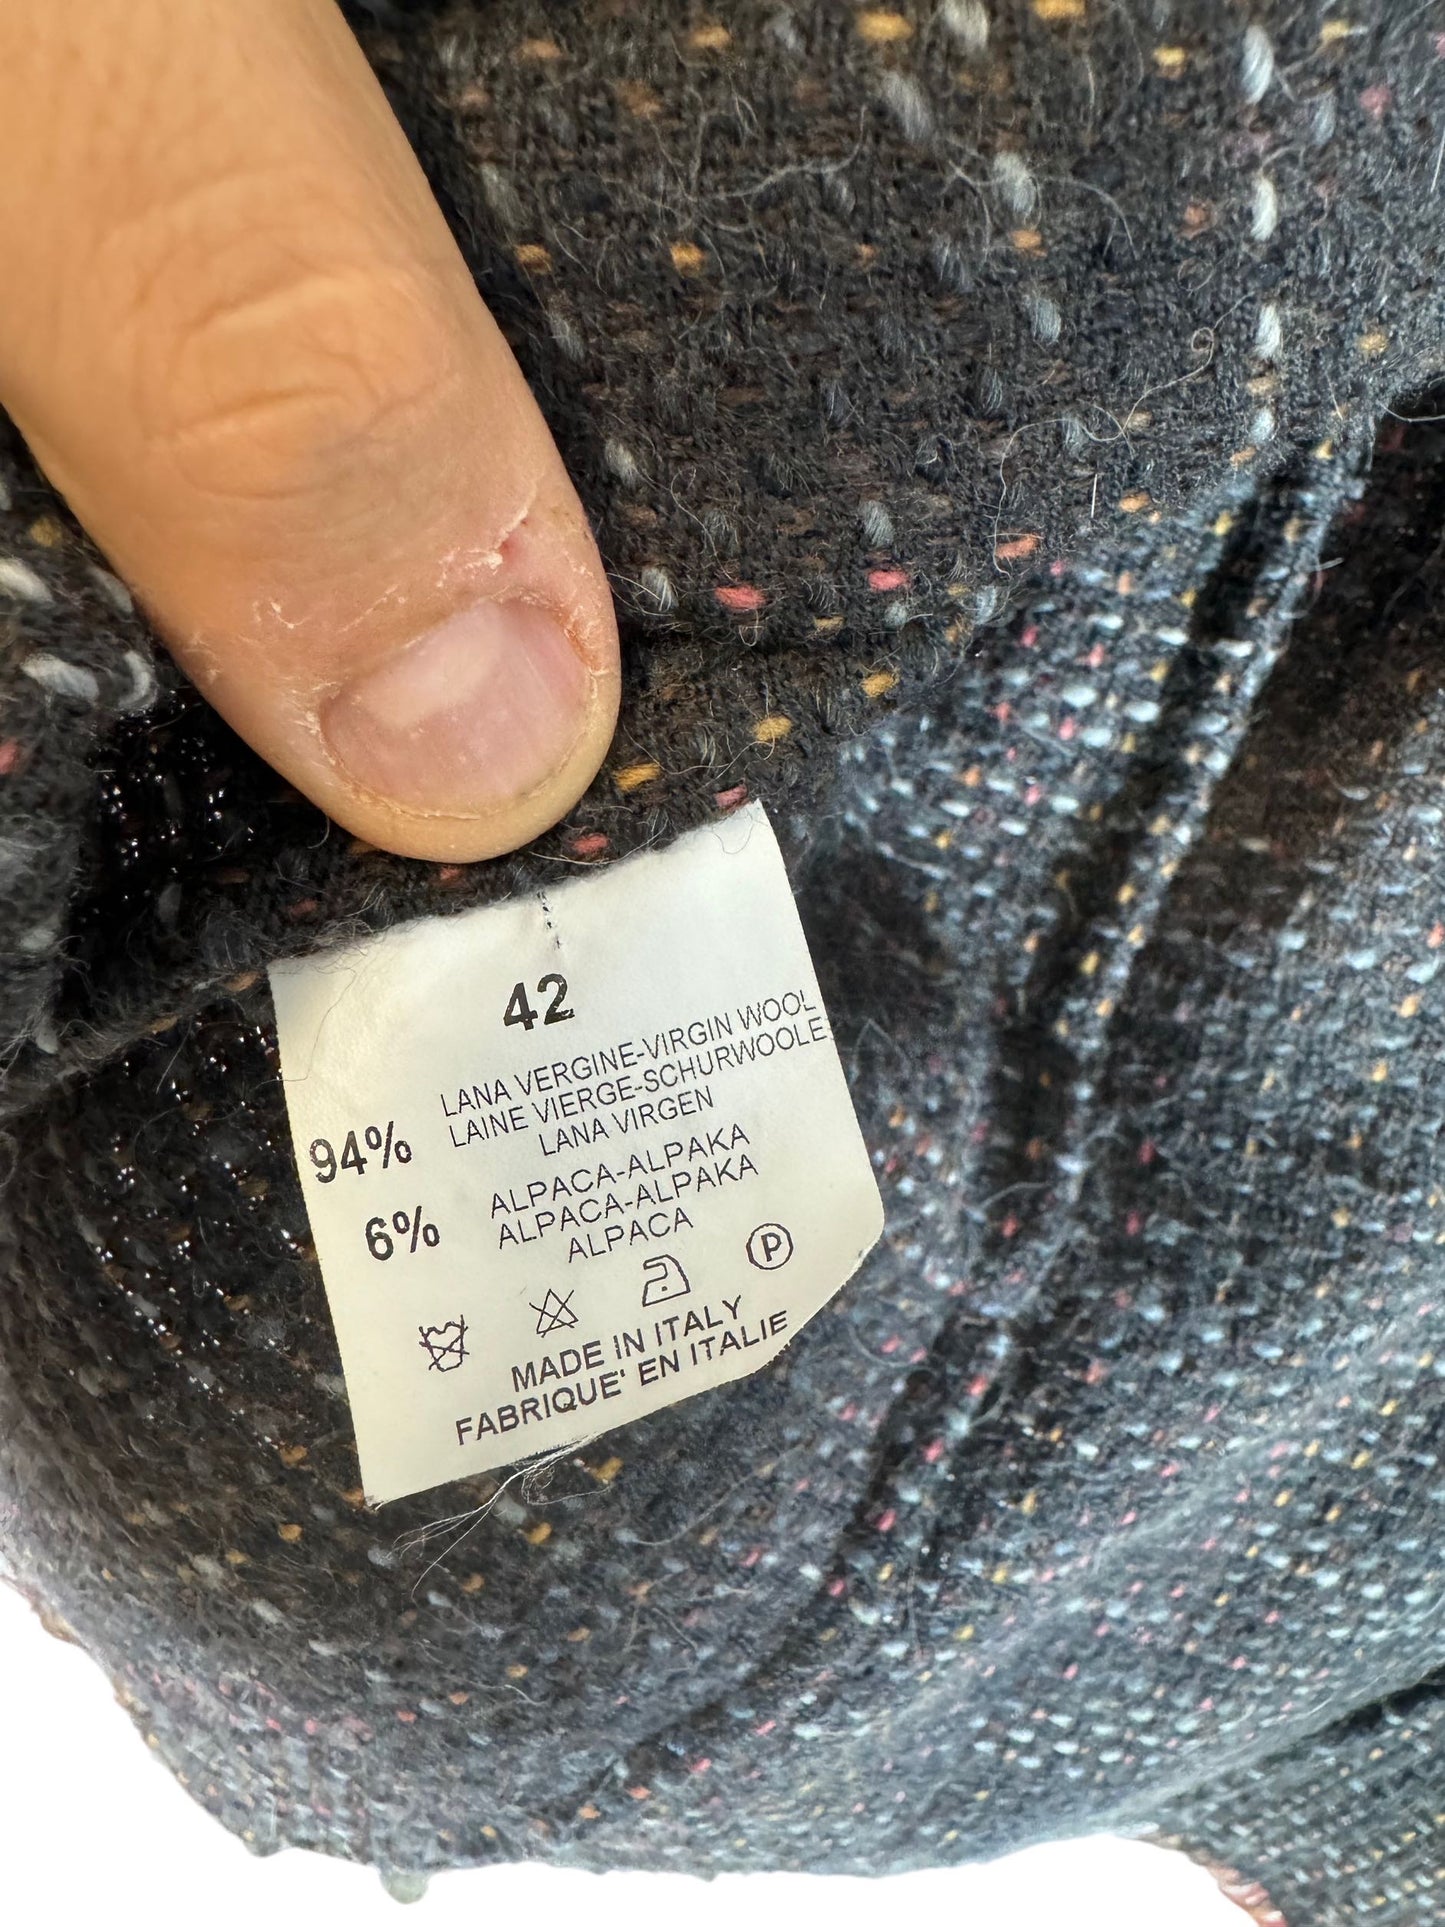 42
94% LANA VERGINE-VIRGIN WOOL
LAINE VIERGE-SCHURWOOLE
LANA VIRGEN
6% ALPACA-ALPAKA
ALPACA-ALPAKA
ALPACA
P
MADE IN ITALY
FABRIQUE' EN ITALIE